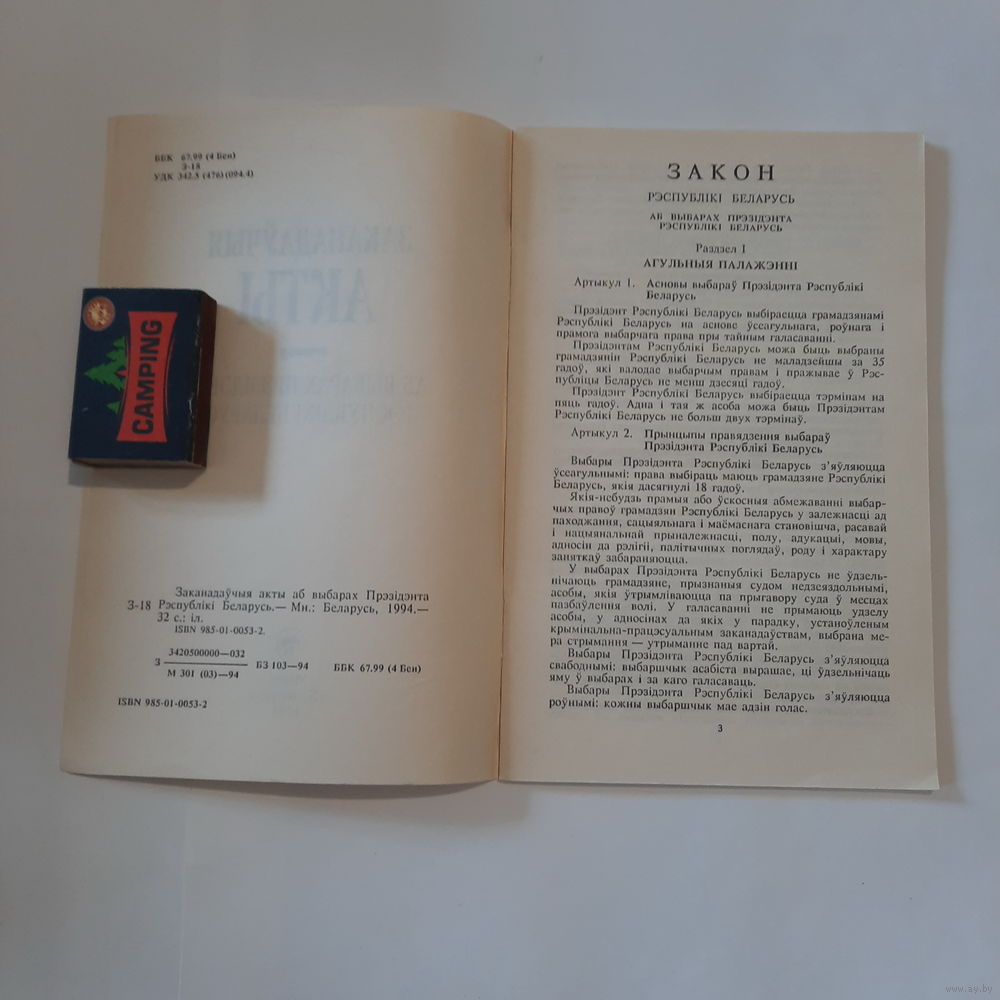 ББК 67.99 (4 Беи)
З-18
УДК 342.5 (476) (094.4)
CAMPING
Заканадаўчыя акты аб выбарах Прэзідэнта
З-18 Рэспублікі Беларусь.— Мн.: Беларусь, 1994.—
32 с.: іл.
ISBN 985-01-0053-2.
3420500000—032
З
БЗ 103—94
ББК 67.99 (4 Беи)
М 301 (03)—94
ISBN 985-01-0053-2
ЗАКОН
РЭСПУБЛІКІ БЕЛАРУСЬ
АБ ВЫБАРАХ ПРЭЗІДЭНТА
РЭСПУБЛІКІ БЕЛАРУСЬ
Раздзел I
АГУЛЬНЫЯ ПАЛАЖЭННІ
Артыкул 1. Асновы выбараў Прэзідэнта Рэспублікі
Беларусь
Прэзідэнт Рэспублікі Беларусь выбіраецца грамадзянамі
Рэспублікі Беларусь на аснове ўсеагульнага, роўнага і
прамога выбарчага права пры тайным галасаванні.
Прэзідэнтам Рэспублікі Беларусь можа быць выбраны
грамадзянін Рэспублікі Беларусь не маладзейшы за 35
гадоў, які валодае выбарчым правам і пражывае ў Рэс-
публіцы Беларусь не менш дзесяці гадоў.
Прэзідэнт Рэспублікі Беларусь выбіраецца тэрмінам на
пяць гадоў. Адна і тая ж асоба можа быць Прэзідэнтам
Рэспублікі Беларусь не больш двух тэрмінаў.
Артыкул 2. Прынцыпы правядзення выбараў
Прэзідэнта Рэспублікі Беларусь
Выбары Прэзідэнта Рэспублікі Беларусь з'яўляюцца
ўсеагульнымі: права выбіраць маюць грамадзяне Рэспублікі
Беларусь, якія дасягнулі 18 гадоў.
Якія-небудзь прамыя або ўскосныя абмежаванні выбар-
чых правоў грамадзян Рэспублікі Беларусь у залежнасці ад
паходжання, сацыяльнага і маёмаснага становішча, расавай
і нацыянальнай прыналежнасці, полу, адукацыі, мовы,
адносін да рэлігіі, палітычных поглядаў, роду і характару
заняткаў забараняюцца.
У выбарах Прэзідэнта Рэспублікі Беларусь не ўдзель-
нічаюць грамадзяне, прызнаныя судом недзеяздольнымі,
асобы, якія ўтрымліваюцца па прыгавору суда ў месцах
пазбаўлення волі. У галасаванні не прымаюць удзелу
асобы, у адносінах да якіх у парадку, устаноўленым
крымінальна-працэсуальным заканадаўствам, выбрана ме-
ра стрымання — утрыманне пад вартай.
Выбары Прэзідэнта Рэспублікі Беларусь з'яўляюцца
свабоднымі: выбаршчык асабіста вырашае, ці ўдзельнічаць
яму ў выбарах і за каго галасаваць.
Выбары Прэзідэнта Рэспублікі Беларусь з'яўляюцца
роўнымі: кожны выбаршчык мае адзін голас.
3
www.ay.by